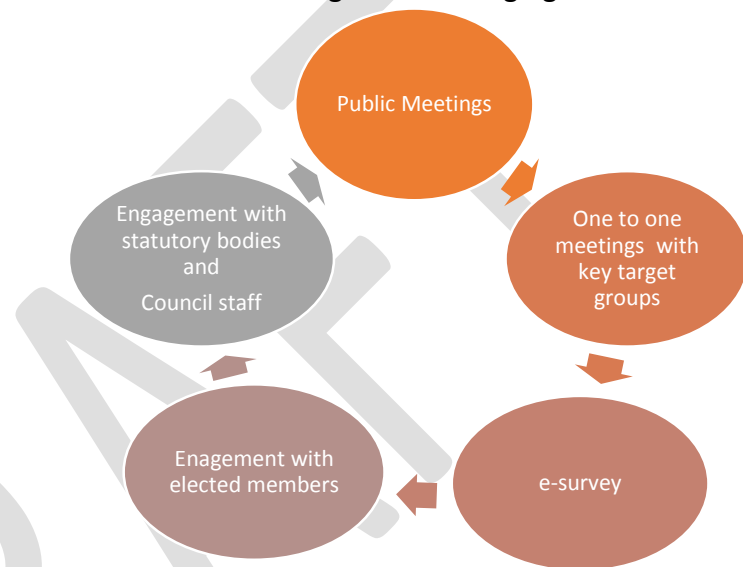 Public Meetings
Engagement with
statutory bodies
and
Council staff
One to one
meetings with
key target
groups
Enagement with
elected members
e-survey